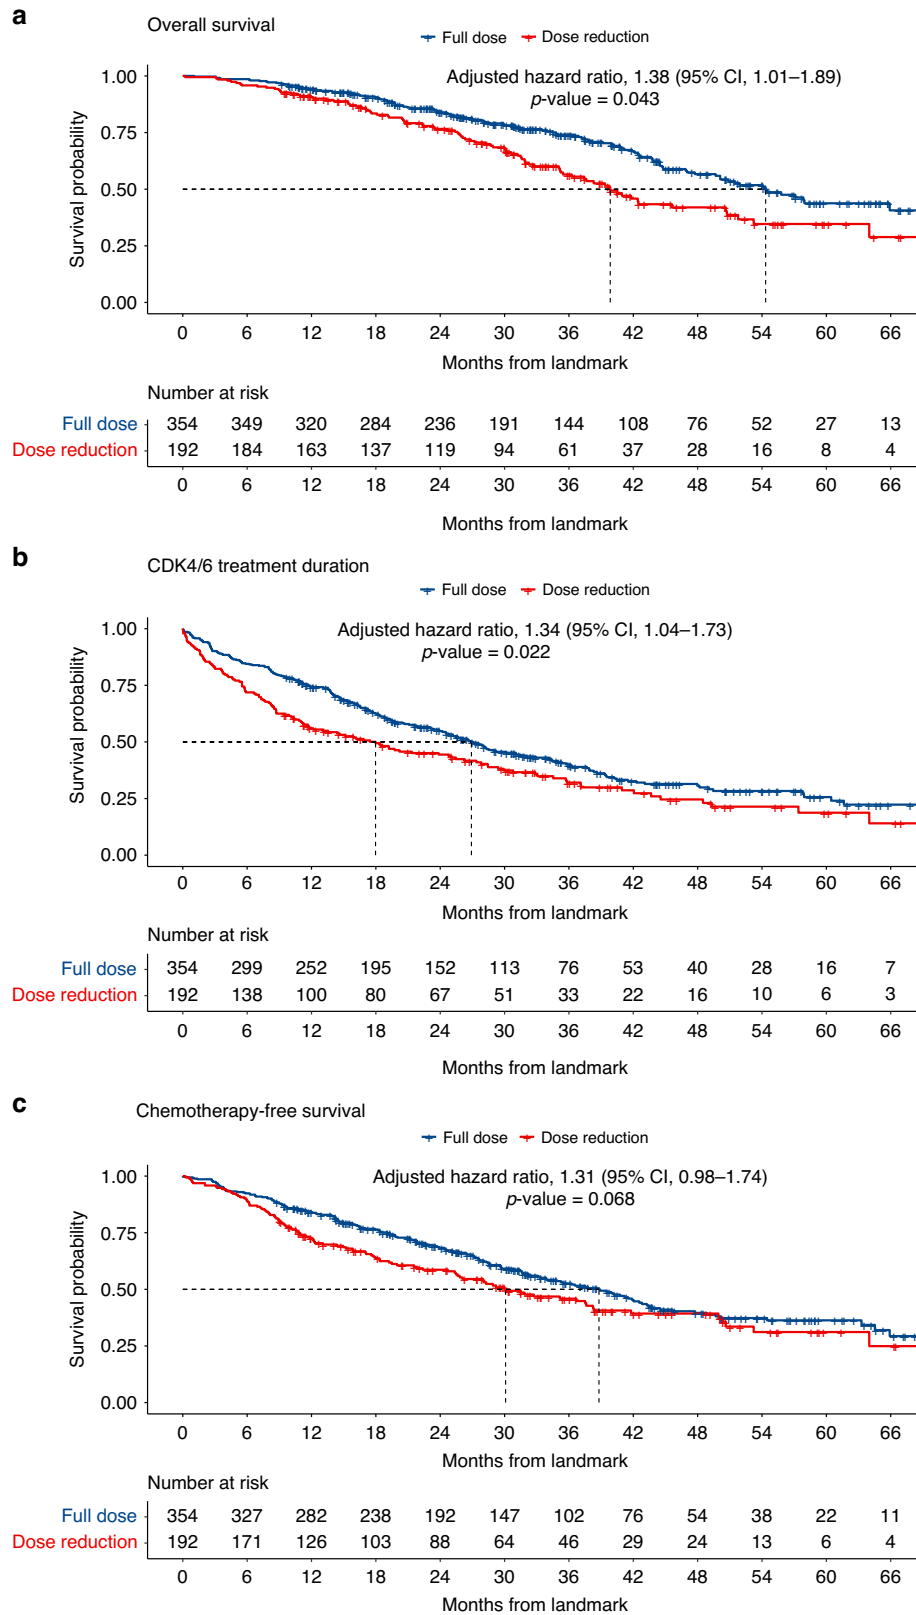 a
Overall survival
Full dose Dose reduction
Adjusted hazard ratio, 1.38 (95% CI, 1.01–1.89)
p-value = 0.043
Survival probability
1.00
0.75
0.50
0.25
0.00
0 6 12 18 24 30 36 42 48 54 60 66
Months from landmark
Number at risk
Full dose 354 349 320 284 236 191 144 108 76 52 27 13
Dose reduction 192 184 163 137 119 94 61 37 28 16 8 4
0 6 12 18 24 30 36 42 48 54 60 66
Months from landmark
b
CDK4/6 treatment duration
Full dose Dose reduction
Adjusted hazard ratio, 1.34 (95% CI, 1.04–1.73)
p-value = 0.022
Survival probability
1.00
0.75
0.50
0.25
0.00
0 6 12 18 24 30 36 42 48 54 60 66
Months from landmark
Number at risk
Full dose 354 299 252 195 152 113 76 53 40 28 16 7
Dose reduction 192 138 100 80 67 51 33 22 16 10 6 3
0 6 12 18 24 30 36 42 48 54 60 66
Months from landmark
c
Chemotherapy-free survival
Full dose Dose reduction
Adjusted hazard ratio, 1.31 (95% CI, 0.98–1.74)
p-value = 0.068
Survival probability
1.00
0.75
0.50
0.25
0.00
0 6 12 18 24 30 36 42 48 54 60 66
Months from landmark
Number at risk
Full dose 354 327 282 238 192 147 102 76 54 38 22 11
Dose reduction 192 171 126 103 88 64 46 29 24 13 6 4
0 6 12 18 24 30 36 42 48 54 60 66
Months from landmark